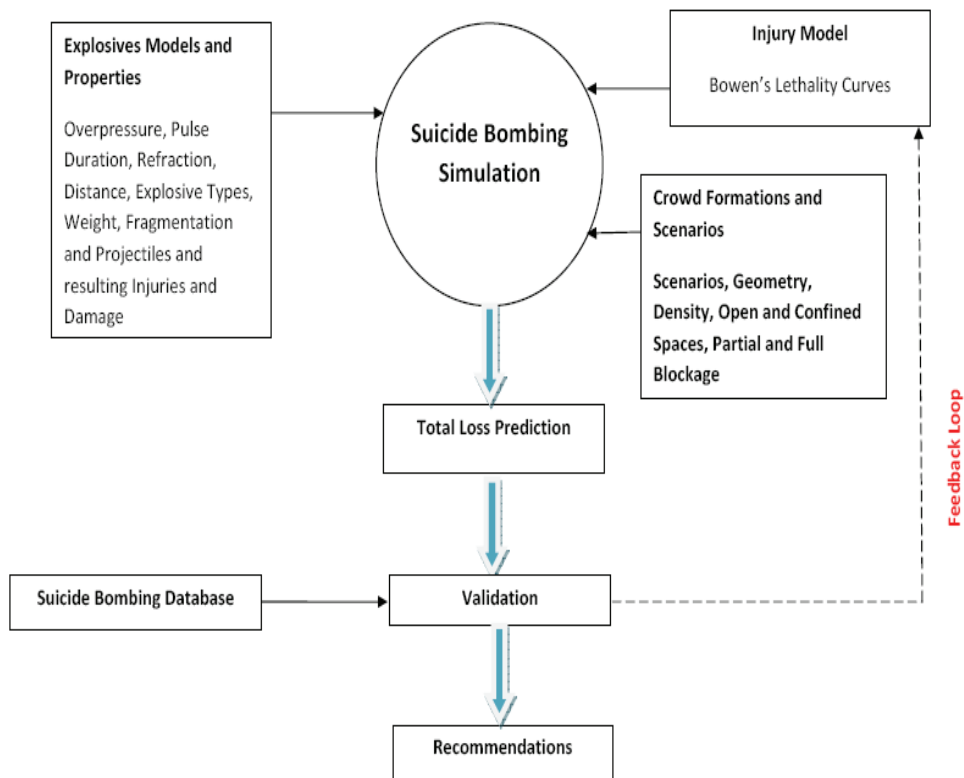 Explosives Models and
Properties
Overpressure, Pulse
Duration, Refraction,
Distance, Explosive Types,
Weight, Fragmentation
and Projectiles and
resulting Injuries and
Damage
Suicide Bombing
Simulation
Injury Model
Bowen's Lethality Curves
Crowd Formations and
Scenarios
Scenarios, Geometry,
Density, Open and Confined
Spaces, Partial and Full
Blockage
Total Loss Prediction
Feedback Loop
Suicide Bombing Database
Validation
Recommendations